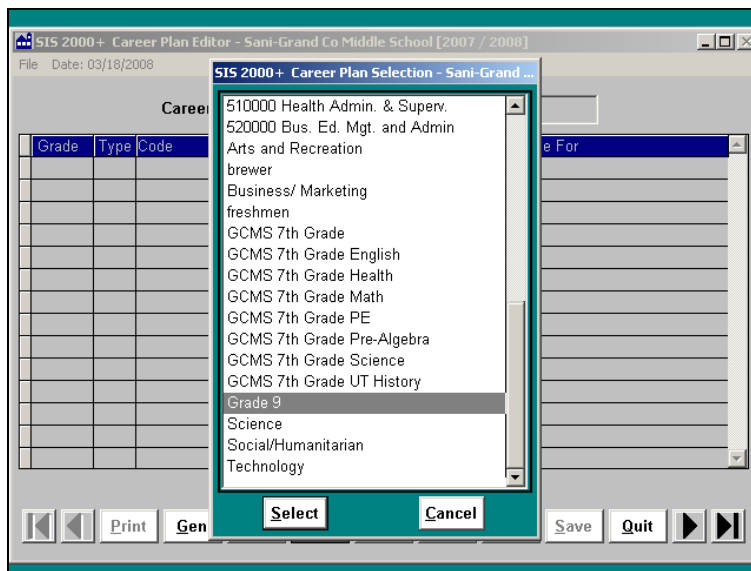 SIS 2000+ Career Plan Editor - Sani-Grand Co Middle School [2007 / 2008]
File Date: 03/18/2008
SIS 2000+ Career Plan Selection - Sani-Grand ...
Career
Grade Type Code
e For
510000 Health Admin. & Superv.
520000 Bus. Ed. Mgt. and Admin
Arts and Recreation
brewer
Business/ Marketing
freshmen
GCMS 7th Grade
GCMS 7th Grade English
GCMS 7th Grade Health
GCMS 7th Grade Math
GCMS 7th Grade PE
GCMS 7th Grade Pre-Algebra
GCMS 7th Grade Science
GCMS 7th Grade UT History
Grade 9
Science
Social/Humanitarian
Technology
Select Cancel
Print Gen Save Quit